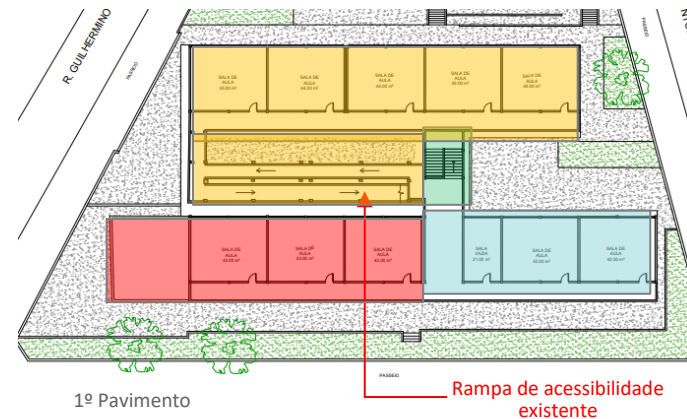 R. GUILHERMINO
PASSEIO
PASSEIO
SALA DE
AULA
SALA DE
AULA
SALA DE
AULA
SALA DE
AULA
SALA DE
AULA
SALA DE
AULA
SALA DE
AULA
SALA DE
AULA
SALA
VAZIA
SALA DE
AULA
SALA DE
AULA
PASSEIO
1º Pavimento
Rampa de acessibilidade
existente